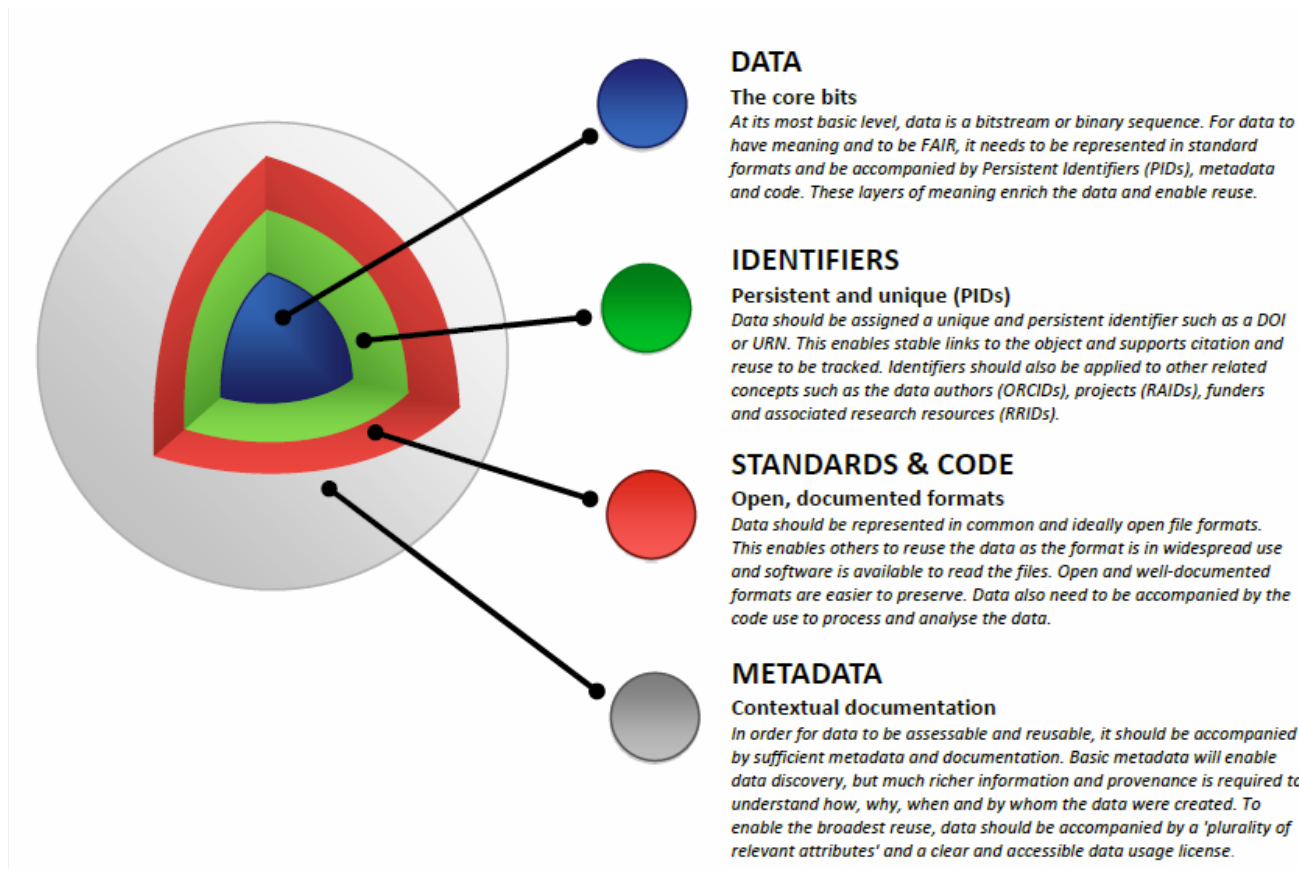 DATA
The core bits
At its most basic level, data is a bitstream or binary sequence. For data to
have meaning and to be FAIR, it needs to be represented in standard
formats and be accompanied by Persistent Identifiers (PIDs), metadata
and code. These layers of meaning enrich the data and enable reuse.
IDENTIFIERS
Persistent and unique (PIDs)
Data should be assigned a unique and persistent identifier such as a DOI
or URN. This enables stable links to the object and supports citation and
reuse to be tracked. Identifiers should also be applied to other related
concepts such as the data authors (ORCIDs), projects (RAIDs), funders
and associated research resources (RRIDs).
STANDARDS & CODE
Open, documented formats
Data should be represented in common and ideally open file formats.
This enables others to reuse the data as the format is in widespread use
and software is available to read the files. Open and well-documented
formats are easier to preserve. Data also need to be accompanied by the
code use to process and analyse the data.
METADATA
Contextual documentation
In order for data to be assessable and reusable, it should be accompanied
by sufficient metadata and documentation. Basic metadata will enable
data discovery, but much richer information and provenance is required to
understand how, why, when and by whom the data were created. To
enable the broadest reuse, data should be accompanied by a 'plurality of
relevant attributes' and a clear and accessible data usage license.